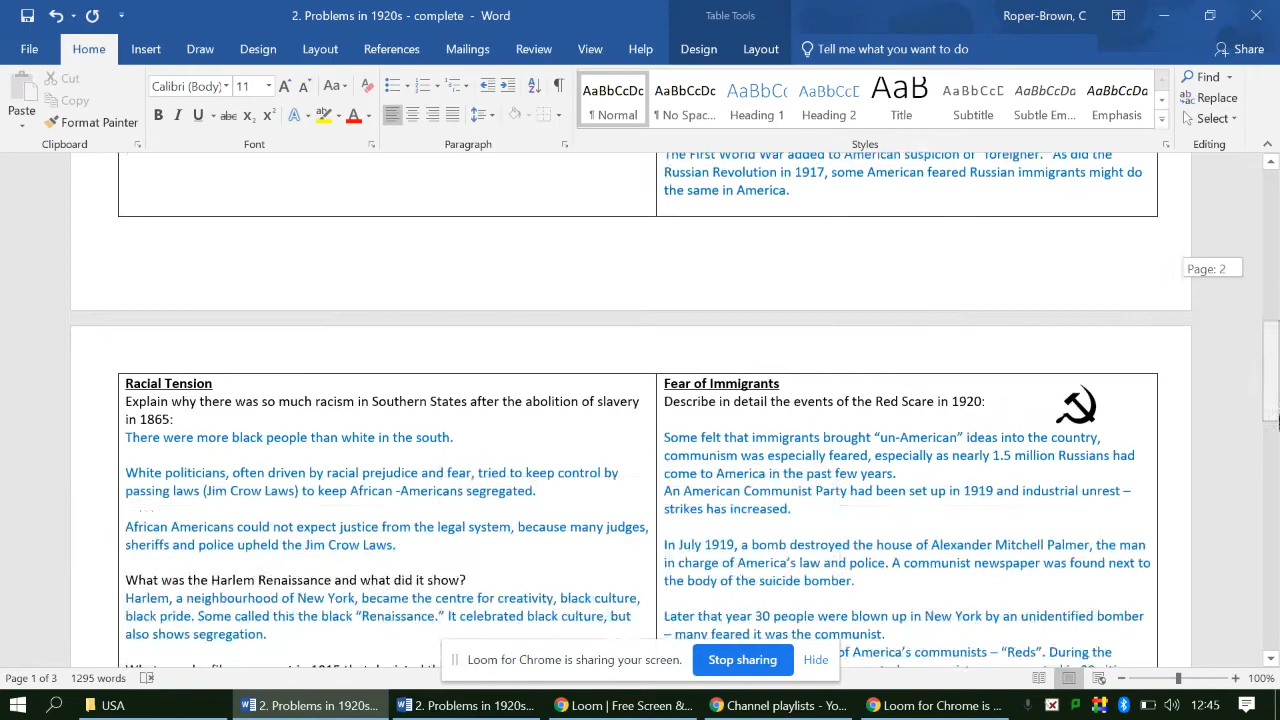 2. Problems in 1920s - complete - Word
Table Tools
Roper-Brown, C
File Home Insert Draw Design Layout References Mailings Review View Help Design Layout Tell me what you want to do Share
Paste
Cut
Copy
Format Painter
Clipboard
Calibri (Body) 11
Font
Paragraph
AaBbCcDc AaBbCcDc AaBbCc AaBbCcD AaB AaBbCcD AaBbCcDa AaBbCcDa
¶ Normal ¶ No Spac... Heading 1 Heading 2 Title Subtitle Subtle Em... Emphasis
Styles
Find
Replace
Select
Editing
The First World War added to American suspicion of "foreigner." As did the
Russian Revolution in 1917, some American feared Russian immigrants might do
the same in America.
Page: 2
Racial Tension
Explain why there was so much racism in Southern States after the abolition of slavery
in 1865:
There were more black people than white in the south.
White politicians, often driven by racial prejudice and fear, tried to keep control by
passing laws (Jim Crow Laws) to keep African -Americans segregated.
African Americans could not expect justice from the legal system, because many judges,
sheriffs and police upheld the Jim Crow Laws.
What was the Harlem Renaissance and what did it show?
Harlem, a neighbourhood of New York, became the centre for creativity, black culture,
black pride. Some called this the black "Renaissance." It celebrated black culture, but
also shows segregation.
Fear of Immigrants
Describe in detail the events of the Red Scare in 1920:
Some felt that immigrants brought "un-American" ideas into the country,
communism was especially feared, especially as nearly 1.5 million Russians had
come to America in the past few years.
An American Communist Party had been set up in 1919 and industrial unrest –
strikes has increased.
In July 1919, a bomb destroyed the house of Alexander Mitchell Palmer, the man
in charge of America's law and police. A communist newspaper was found next to
the body of the suicide bomber.
Later that year 30 people were blown up in New York by an unidentified bomber
– many feared it was the communist.
of America's communists – "Reds". During the
Loom for Chrome is sharing your screen. Stop sharing Hide
Page 1 of 3 1295 words 100%
USA 2. Problems in 1920s... 2. Problems in 1920s... Loom | Free Screen &... Channel playlists - Yo... Loom for Chrome is ... 12:45